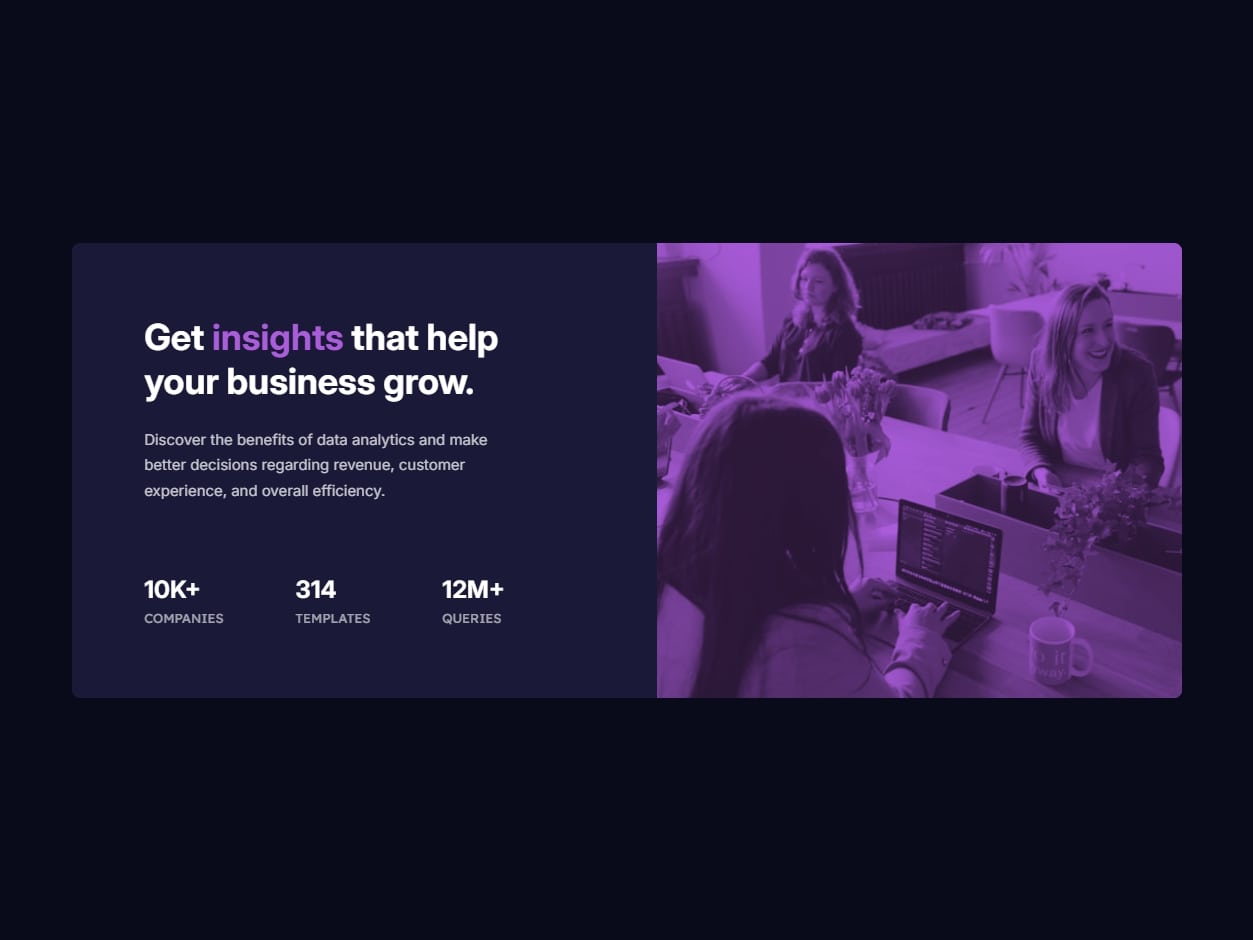 Get insights that help
your business grow.
Discover the benefits of data analytics and make
better decisions regarding revenue, customer
experience, and overall efficiency.
10K+ 314 12M+
COMPANIES TEMPLATES QUERIES